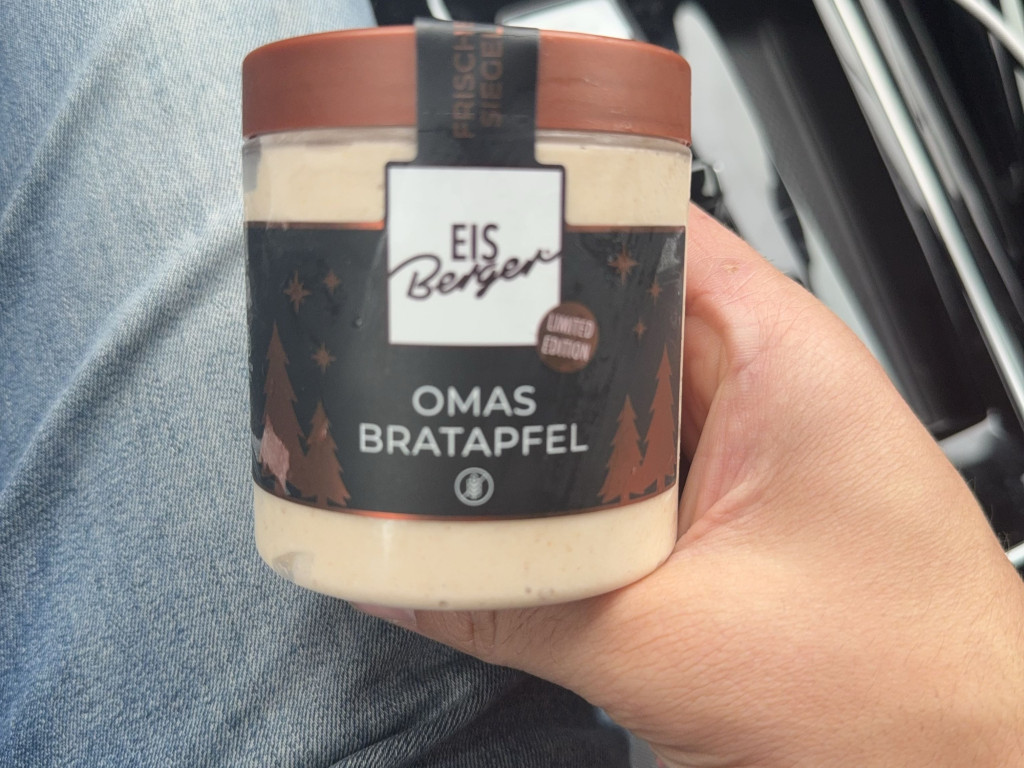 FRISCHE
SIEGEL
EIS
Berger
LIMITED
EDITION
OMAS
BRATAPFEL